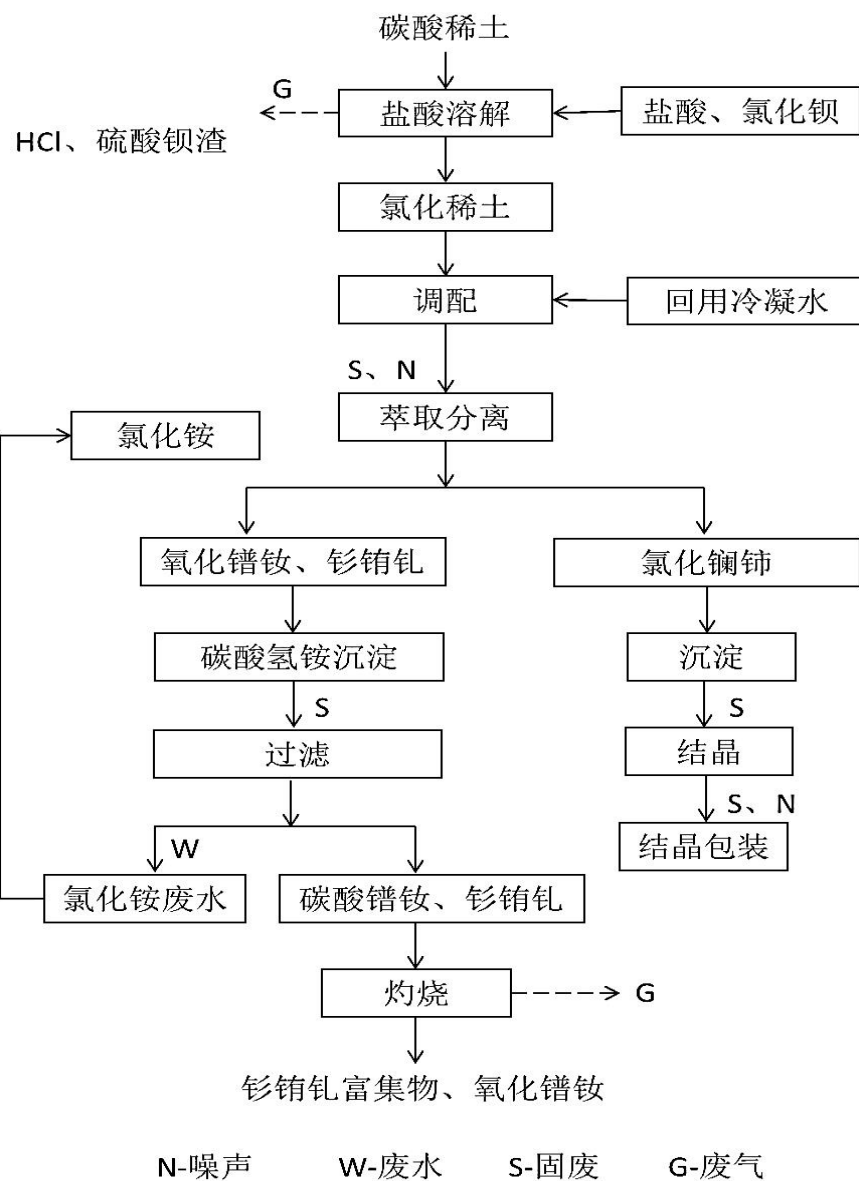 碳酸稀土
G
盐酸溶解
盐酸、氯化钡
HCl、硫酸钡渣
氯化稀土
调配
回用冷凝水
S、N
萃取分离
氯化铵
氧化镨钕、钐铕钆
氯化镧铈
碳酸氢铵沉淀
沉淀
S
S
过滤
结晶
S、N
W
结晶包装
氯化铵废水
碳酸镨钕、钐铕钆
灼烧
G
钐铕钆富集物、氧化镨钕
N-噪声 W-废水 S-固废 G-废气